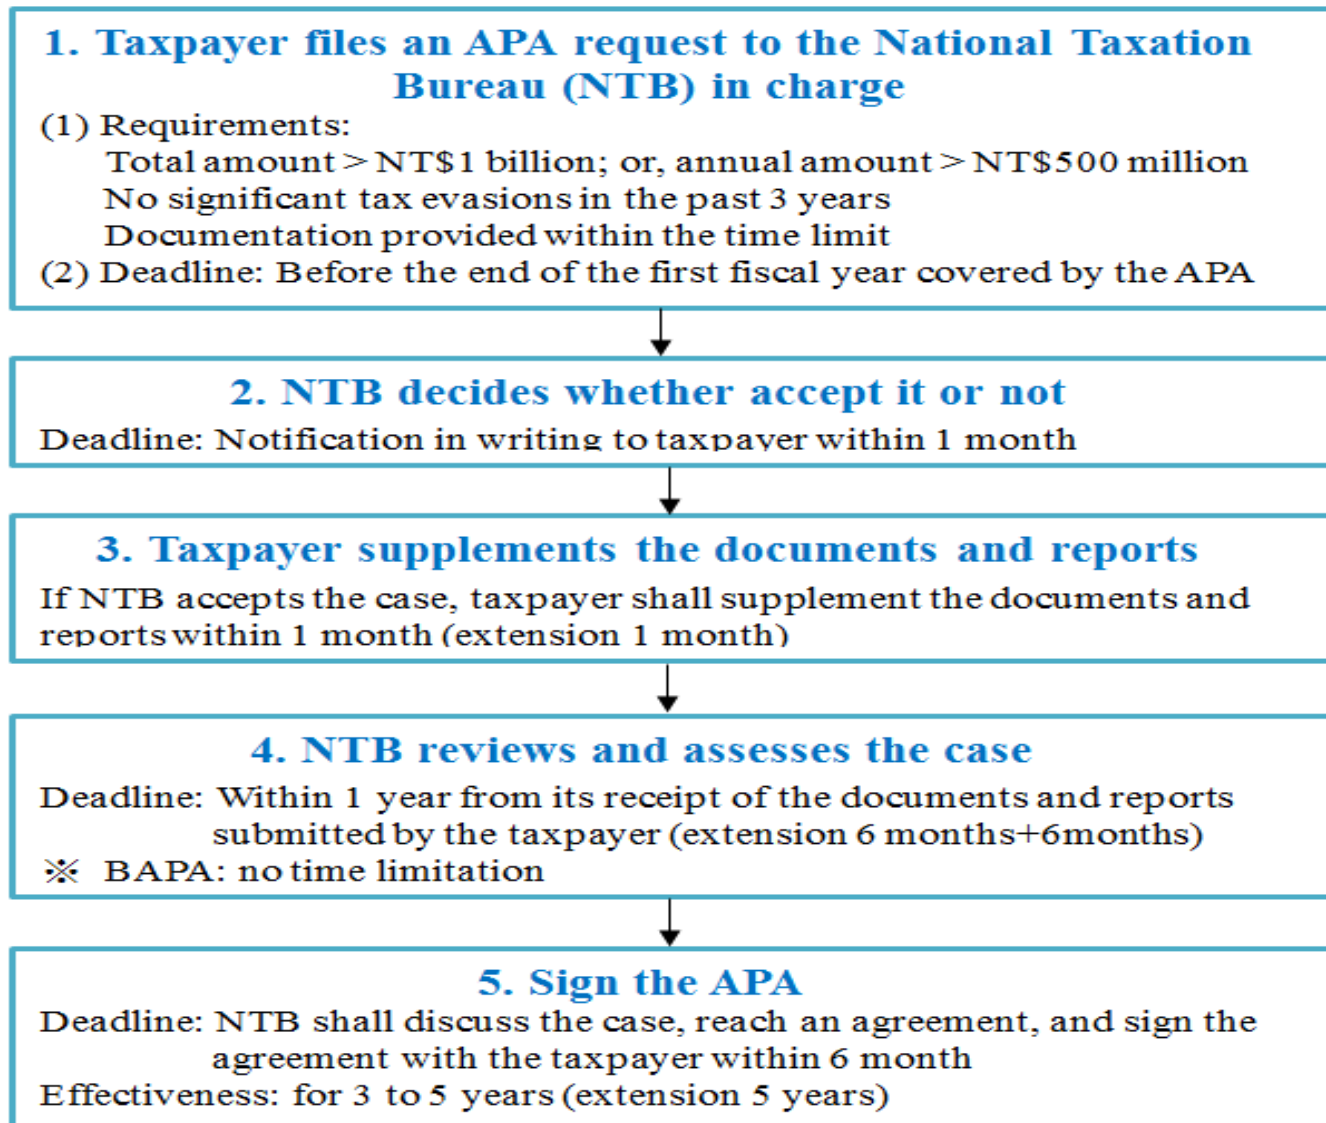 1. Taxpayer files an APA request to the National Taxation
Bureau (NTB) in charge
(1) Requirements:
Total amount > NT$1 billion; or, annual amount > NT$500 million
No significant tax evasions in the past 3 years
Documentation provided within the time limit
(2) Deadline: Before the end of the first fiscal year covered by the APA
2. NTB decides whether accept it or not
Deadline: Notification in writing to taxpayer within 1 month
3. Taxpayer supplements the documents and reports
If NTB accepts the case, taxpayer shall supplement the documents and
reports within 1 month (extension 1 month)
4. NTB reviews and assesses the case
Deadline: Within 1 year from its receipt of the documents and reports
submitted by the taxpayer (extension 6 months+6months)
※ BAPA: no time limitation
5. Sign the APA
Deadline: NTB shall discuss the case, reach an agreement, and sign the
agreement with the taxpayer within 6 month
Effectiveness: for 3 to 5 years (extension 5 years)